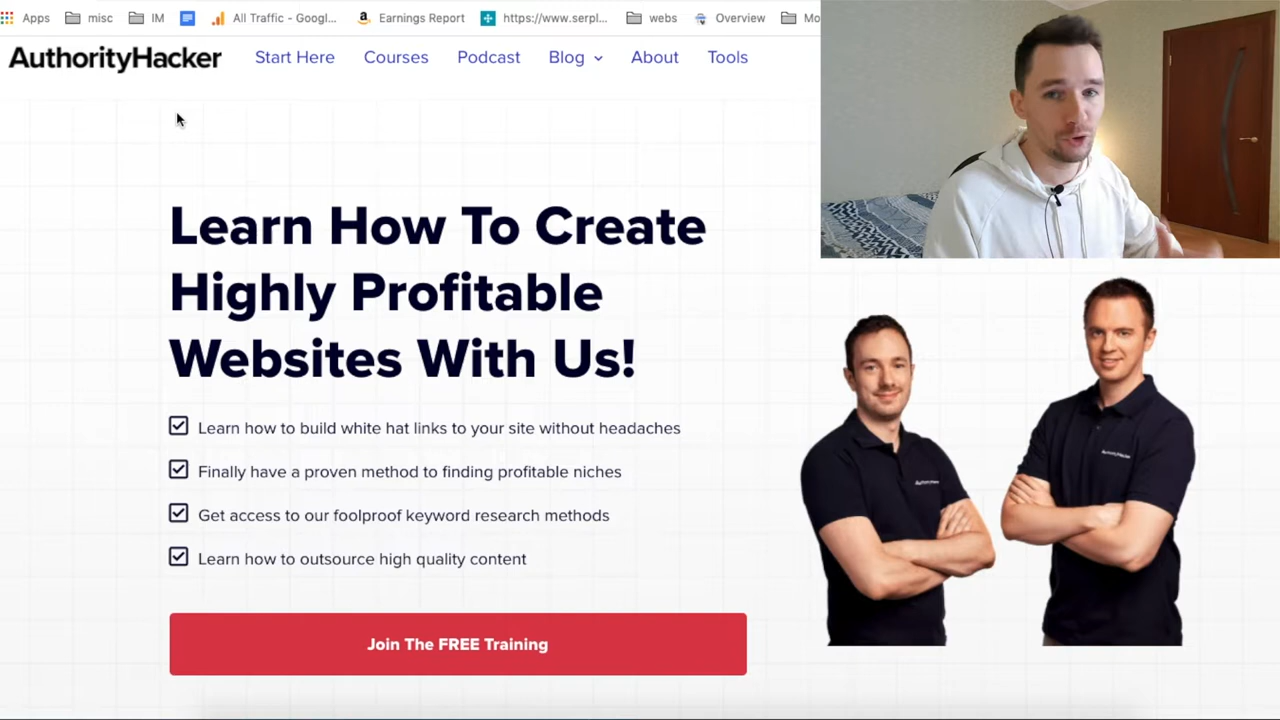 Apps misc IM All Traffic - Googl... Earnings Report https://www.serpl... webs Overview Mo
AuthorityHacker Start Here Courses Podcast Blog About Tools
Learn How To Create
Highly Profitable
Websites With Us!
Learn how to build white hat links to your site without headaches
Finally have a proven method to finding profitable niches
Get access to our foolproof keyword research methods
Learn how to outsource high quality content
Join The FREE Training
AuthorityHacker
AuthorityHacker